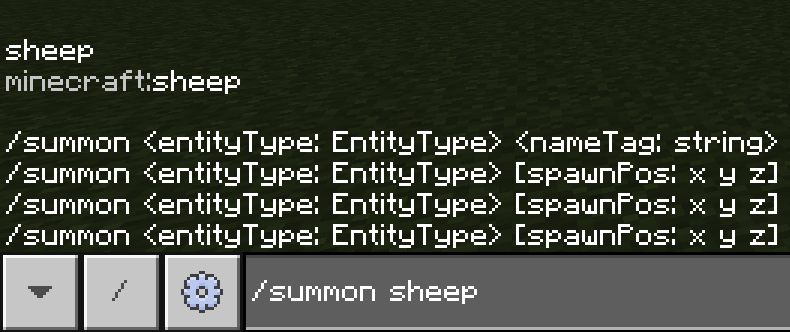 sheep
minecraft:sheep
/summon <entityType: EntityType> <nameTag: string>
/summon <entityType: EntityType> [spawnPos: x y z]
/summon <entityType: EntityType> [spawnPos: x y z]
/summon <entityType: EntityType> [spawnPos: x y z]
/
/summon sheep